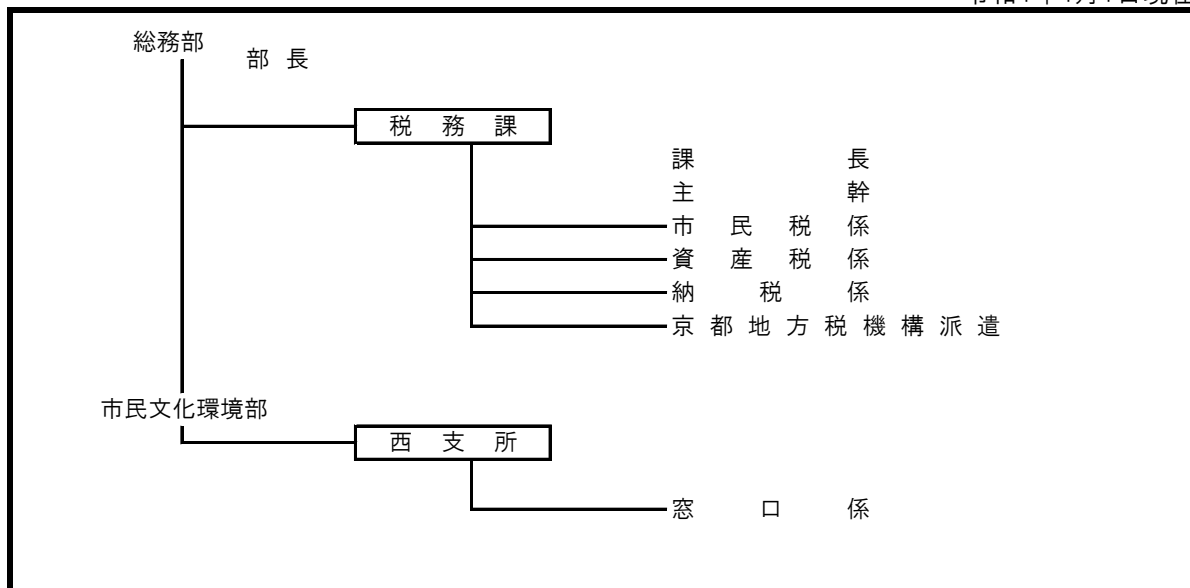 総務部
部 長
税 務 課
課 長
主 幹
市 民 税 係
資 産 税 係
納 税 係
京 都 地 方 税 機 構 派 遣
市民文化環境部
西 支 所
窓 口 係